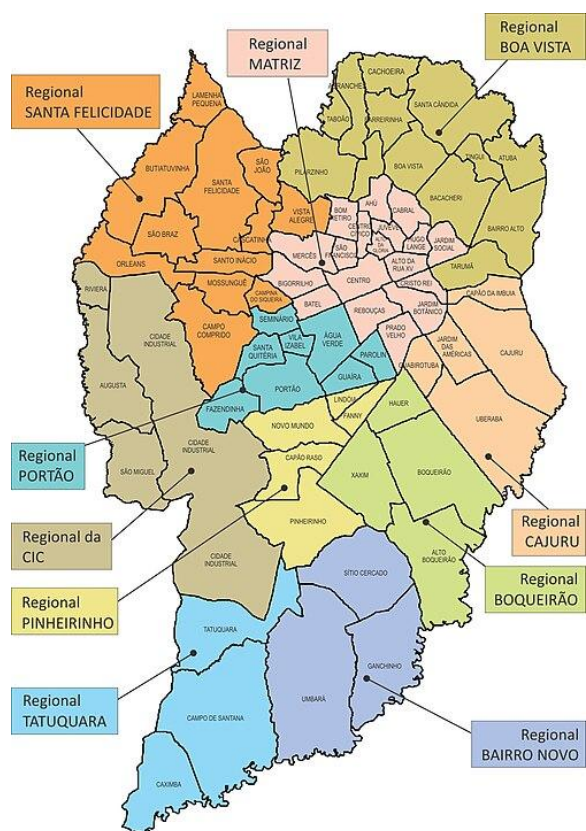 Regional
BOA VISTA
Regional
MATRIZ
Regional
SANTA FELICIDADE
LAMENHA
PEQUENA
CACHOEIRA
SANTA CÂNDIDA
TABOÃO
BUTIATUVINHA
SANTA
FELICIDADE
SÃO
JOÃO
PILARZINHO
BOA VISTA
TINGUI
ATUBA
BACACHERI
BAIRRO ALTO
SÃO BRAZ
VISTA
ALEGRE
CASCATINHA
BOM
RETIRO
AHÚ
CABRAL
CENTRO
CÍVICO
JUVEVÊ
HUGO
LANGE
JARDIM
SOCIAL
ORLEANS
SANTO INÁCIO
MERCÊS
SÃO
FRANCISCO
ALTO DA
RUA XV
TARUMÃ
RIVIERA
MOSSUNGUÊ
BIGORRILHO
CENTRO
CRISTO REI
CAPÃO DA IMBUIA
CAMPINA
DO SIQUEIRA
BATEL
REBOUÇAS
JARDIM
BOTÂNICO
CIDADE
INDUSTRIAL
CAMPO
COMPRIDO
SEMINÁRIO
ÁGUA
VERDE
PRADO
VELHO
JARDIM
DAS
AMÉRICAS
CAJURU
SANTA
QUITÉRIA
VILA
IZABEL
PAROLIN
GUABIROTUBA
AUGUSTA
FAZENDINHA
PORTÃO
GUAÍRA
UBERABA
LINDÓIA
FANNY
HAUER
NOVO MUNDO
Regional
PORTÃO
SÃO MIGUEL
CIDADE
INDUSTRIAL
CAPÃO RASO
XAXIM
BOQUEIRÃO
Regional
CAJURU
Regional da
CIC
PINHEIRINHO
CIDADE
INDUSTRIAL
SÍTIO CERCADO
ALTO
BOQUEIRÃO
Regional
BOQUEIRÃO
Regional
PINHEIRINHO
TATUQUARA
GANCHINHO
Regional
TATUQUARA
UMBARÁ
CAMPO DE SANTANA
Regional
BAIRRO NOVO
CAXIMBA